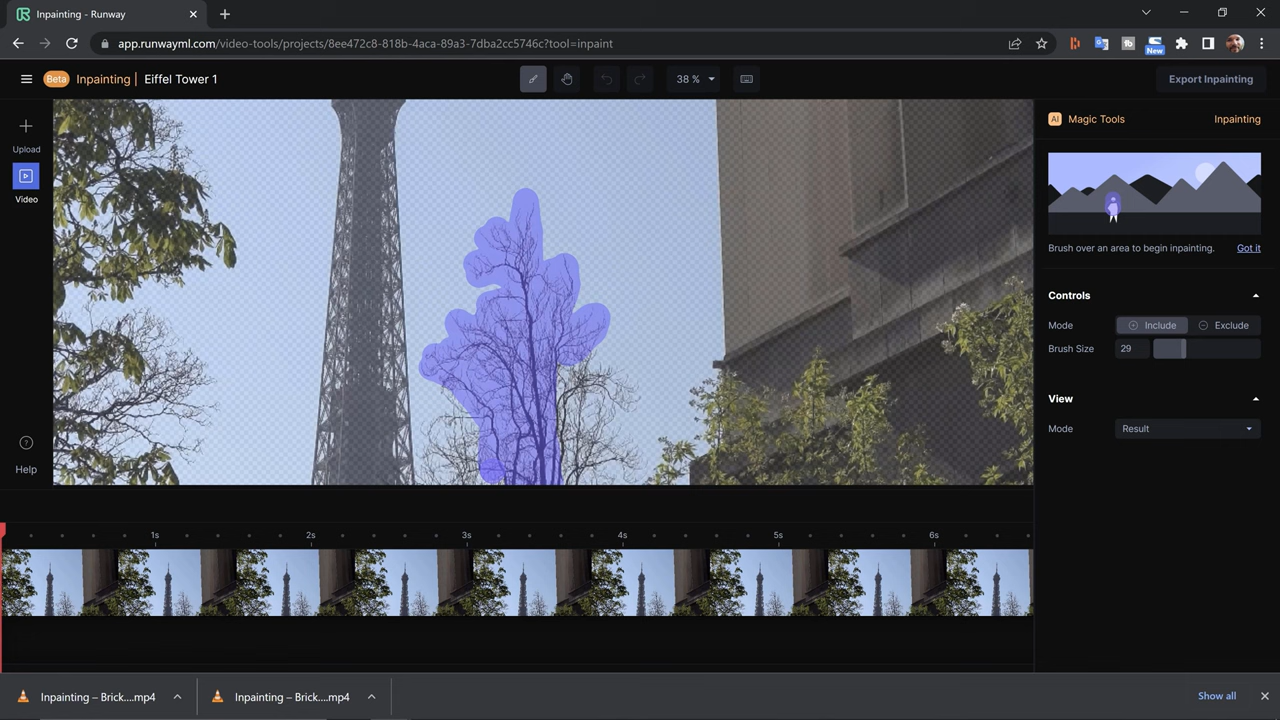 Inpainting - Runway
app.runwayml.com/video-tools/projects/8ee472c8-818b-4aca-89a3-7dba2cc5746c?tool=inpaint
New
Beta Inpainting | Eiffel Tower 1
38 %
Export Inpainting
Upload
Video
Help
AI Magic Tools
Inpainting
Brush over an area to begin inpainting.
Got it
Controls
Mode Include Exclude
Brush Size 29
View
Mode Result
1s 2s 3s 4s 5s 6s
Inpainting – Brick....mp4
Inpainting – Brick....mp4
Show all